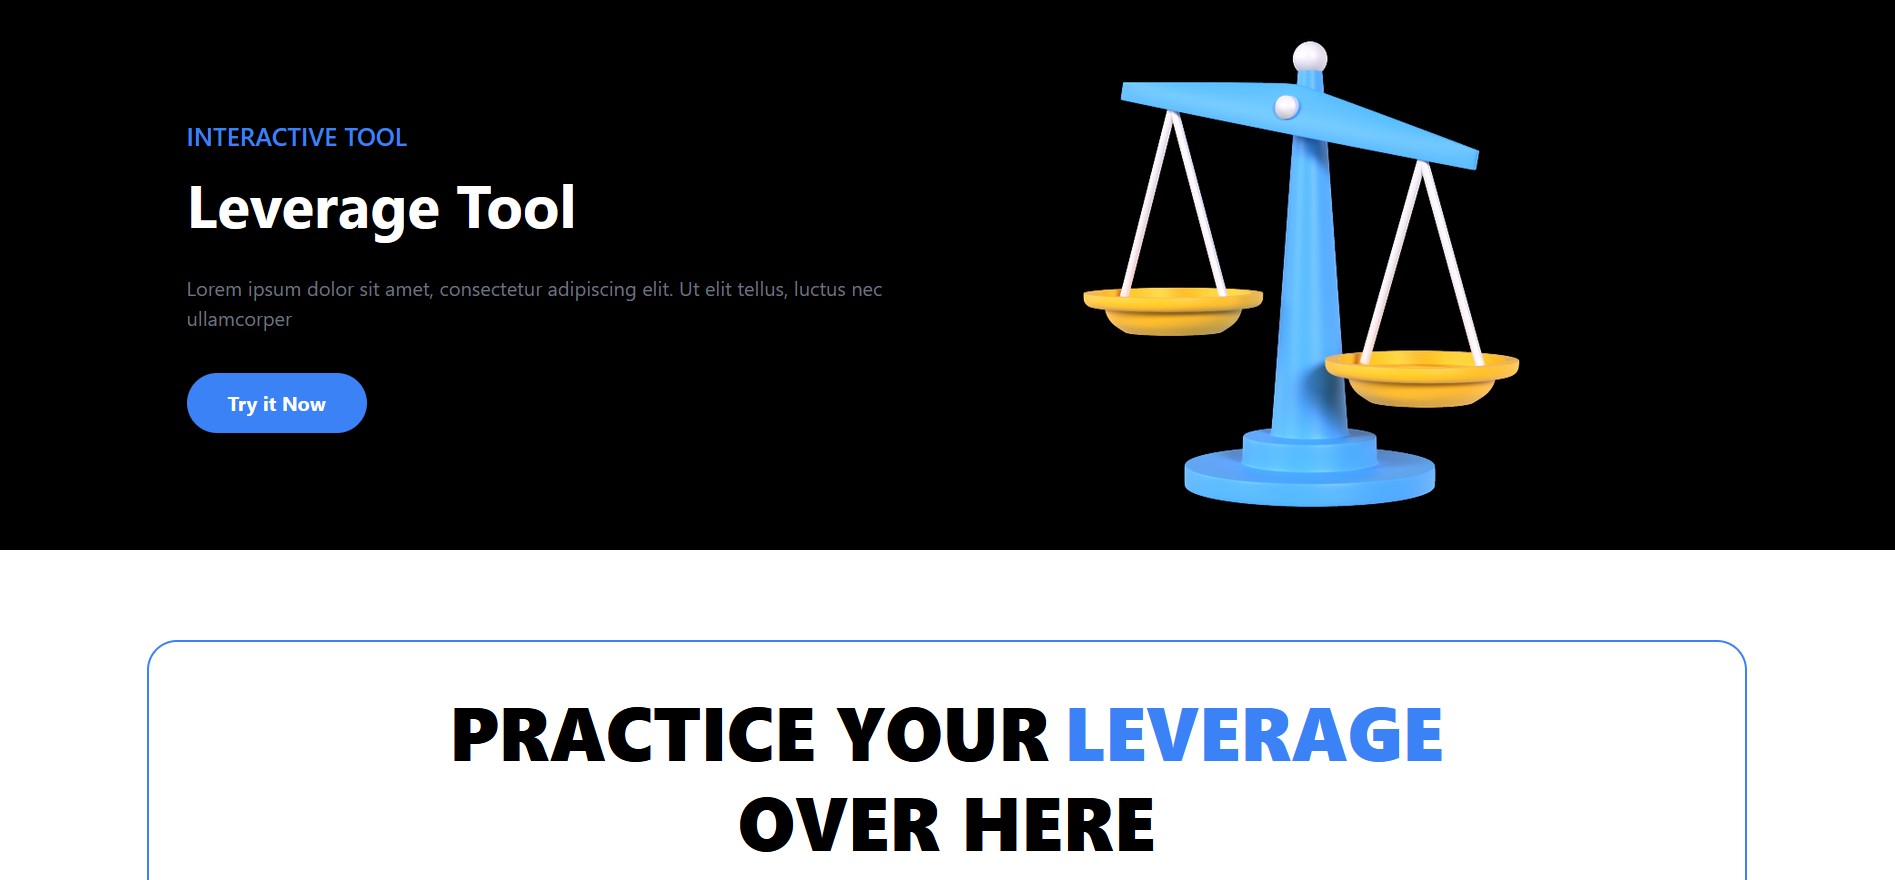 INTERACTIVE TOOL
Leverage Tool
Lorem ipsum dolor sit amet, consectetur adipiscing elit. Ut elit tellus, luctus nec
ullamcorper
Try it Now
PRACTICE YOUR LEVERAGE
OVER HERE